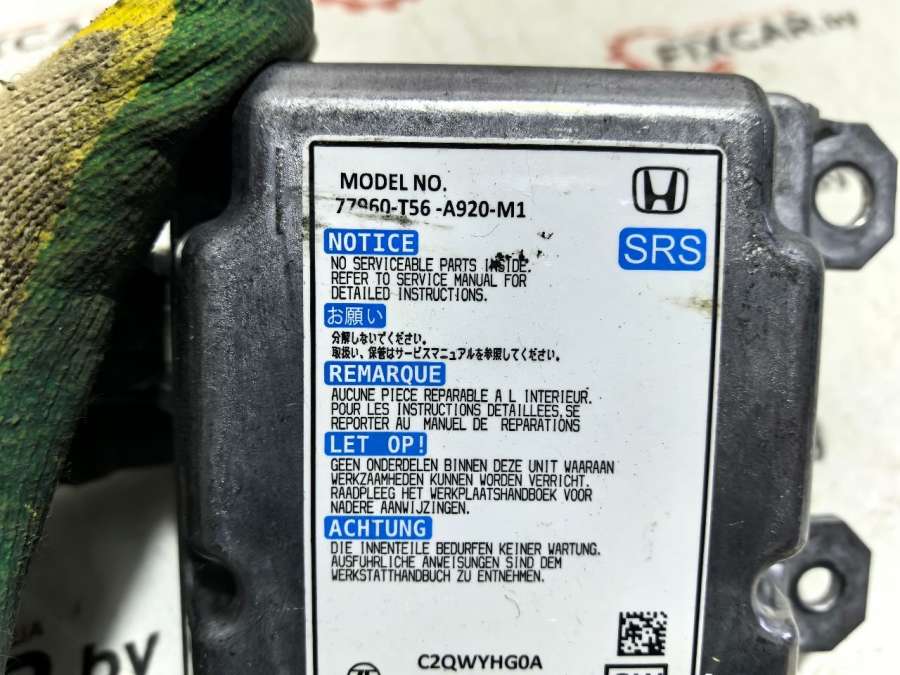 FIXCAR.by
MODEL NO.
77960-T56 -A920-M1
SRS
NOTICE
NO SERVICEABLE PARTS INSIDE.
REFER TO SERVICE MANUAL FOR
DETAILED INSTRUCTIONS.
お願い
分解しないでください。
取扱い、保管はサービスマニュアルを参照してください。
REMARQUE
AUCUNE PIECE REPARABLE A L INTERIEUR.
POUR LES INSTRUCTIONS DETAILLEES,SE
REPORTER AU MANUEL DE REPARATIONS
LET OP!
GEEN ONDERDELEN BINNEN DEZE UNIT WAARAAN
WERKZAAMHEDEN KUNNEN WORDEN VERRICHT.
RAADPLEEG HET WERKPLAATSHANDBOEK VOOR
NADERE AANWIJZINGEN.
ACHTUNG
DIE INNENTEILE BEDURFEN KEINER WARTUNG.
AUSFUHRLICHE ANWEISUNGEN SIND DEM
WERKSTATTHANDBUCH ZU ENTNEHMEN.
C2QWYHG0A
.by